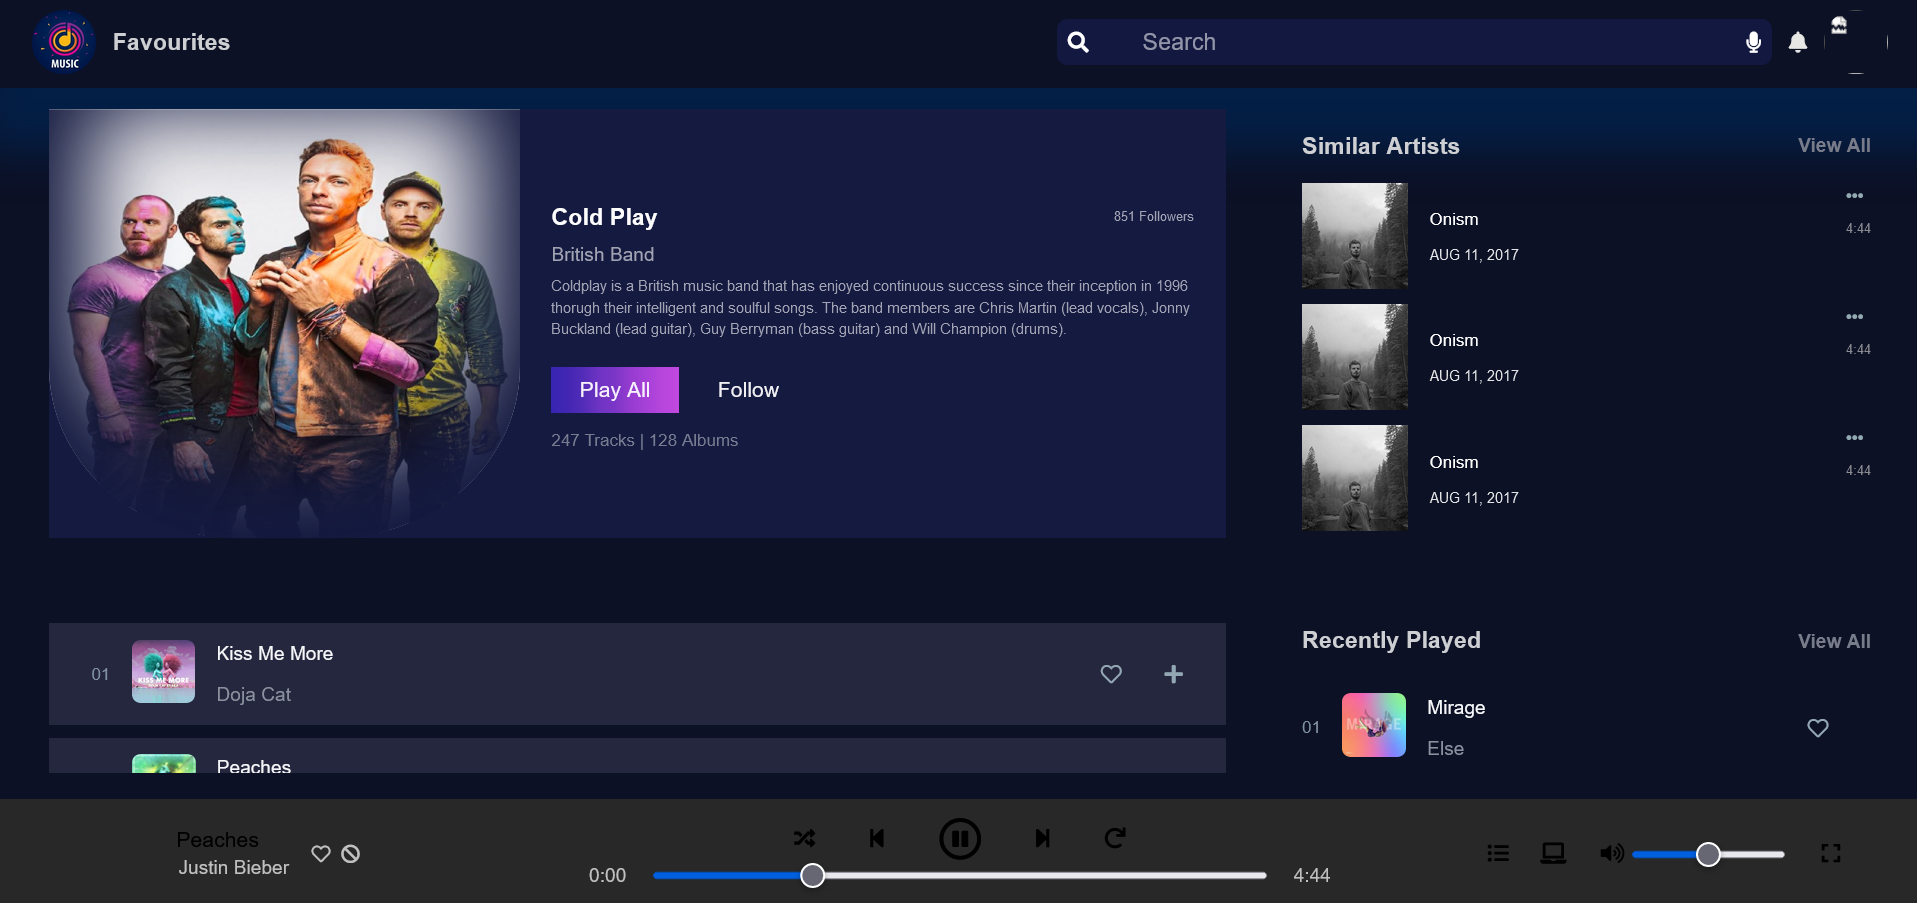 MUSIC
Favourites
Search
Cold Play
851 Followers
British Band
Coldplay is a British music band that has enjoyed continuous success since their inception in 1996
thorugh their intelligent and soulful songs. The band members are Chris Martin (lead vocals), Jonny
Buckland (lead guitar), Guy Berryman (bass guitar) and Will Champion (drums).
Play All
Follow
247 Tracks | 128 Albums
Similar Artists
View All
Onism
AUG 11, 2017
4:44
Onism
AUG 11, 2017
4:44
Onism
AUG 11, 2017
4:44
01
KISS ME MORE
Kiss Me More
Doja Cat
Peaches
Recently Played
View All
01
MIRAGE
Mirage
Else
Peaches
Justin Bieber
0:00
4:44